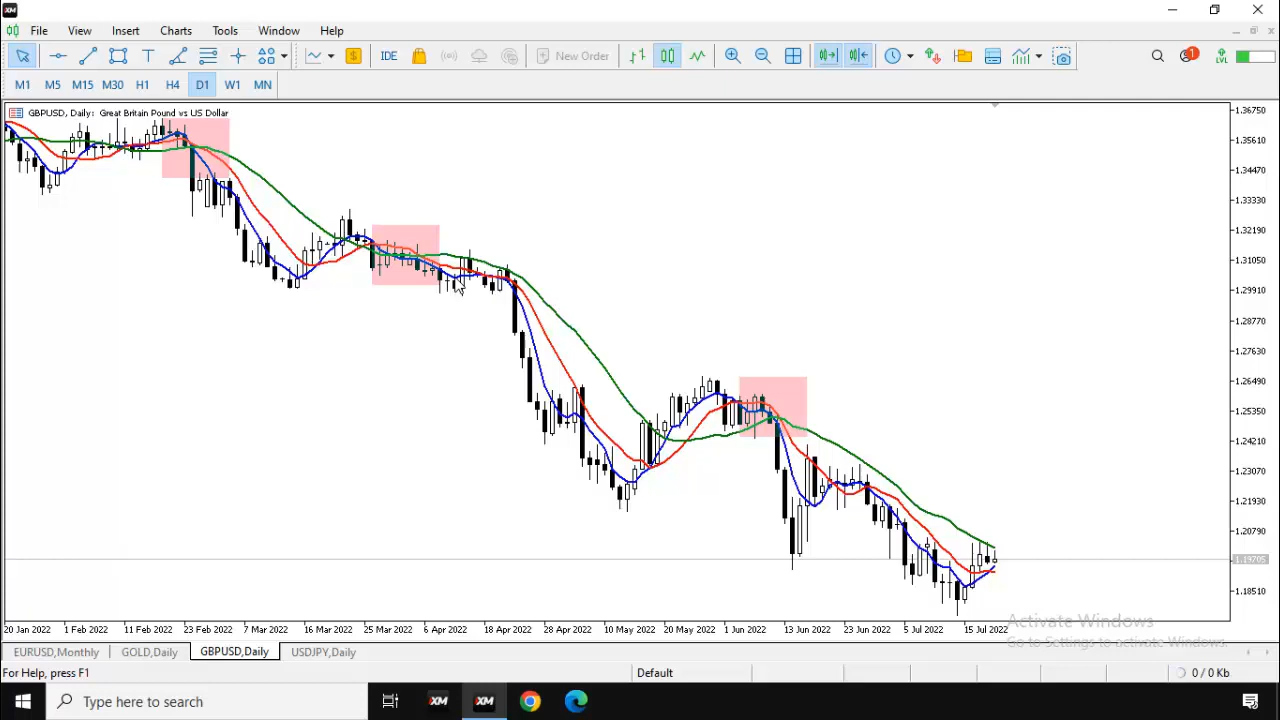 XM
File View Insert Charts Tools Window Help
IDE New Order 1 LVL
M1 M5 M15 M30 H1 H4 D1 W1 MN
GBPUSD, Daily: Great Britain Pound vs US Dollar
1.36750
1.35610
1.34470
1.33330
1.32190
1.31050
1.29910
1.28770
1.27630
1.26490
1.25350
1.24210
1.23070
1.21930
1.20790
1.19705
1.18510
20 Jan 2022 1 Feb 2022 11 Feb 2022 23 Feb 2022 7 Mar 2022 16 Mar 2022 25 Mar 2022 6 Apr 2022 18 Apr 2022 28 Apr 2022 10 May 2022 20 May 2022 1 Jun 2022 13 Jun 2022 23 Jun 2022 5 Jul 2022 15 Jul 2022
Activate Windows
Go to Settings to activate Windows.
EURUSD,Monthly GOLD,Daily GBPUSD,Daily USDJPY,Daily
For Help, press F1 Default 0 / 0 Kb
Type here to search XM XM